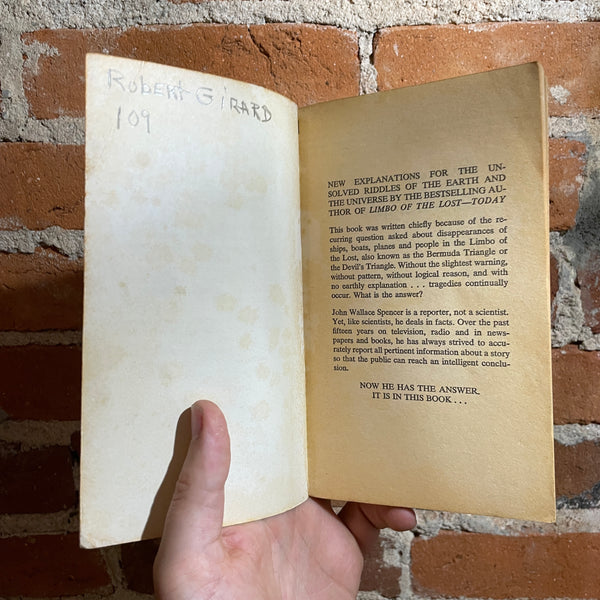 Robert Girard
109
NEW EXPLANATIONS FOR THE UN-
SOLVED RIDDLES OF THE EARTH AND
THE UNIVERSE BY THE BESTSELLING AU-
THOR OF LIMBO OF THE LOST—TODAY
This book was written chiefly because of the re-
curring question asked about disappearances of
ships, boats, planes and people in the Limbo of
the Lost, also known as the Bermuda Triangle or
the Devil's Triangle. Without the slightest warning,
without pattern, without logical reason, and with
no earthly explanation . . . tragedies continually
occur. What is the answer?
John Wallace Spencer is a reporter, not a scientist.
Yet, like scientists, he deals in facts. Over the past
fifteen years on television, radio and in news-
papers and books, he has always strived to accu-
rately report all pertinent information about a story
so that the public can reach an intelligent conclu-
sion.
NOW HE HAS THE ANSWER.
IT IS IN THIS BOOK . . .